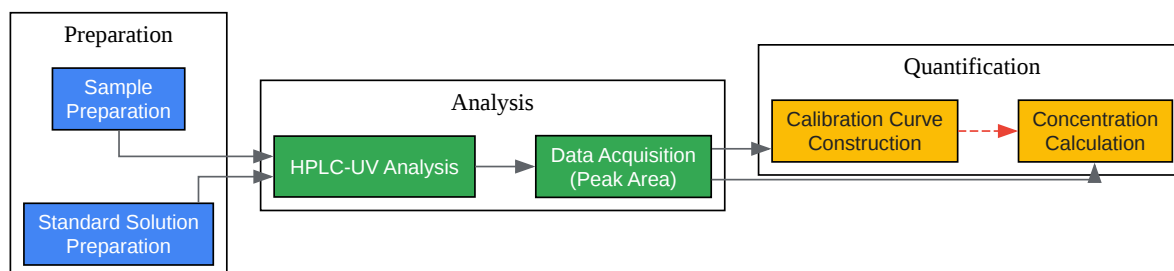 Preparation
Sample
Preparation
Standard Solution
Preparation
Analysis
HPLC-UV Analysis
Data Acquisition
(Peak Area)
Quantification
Calibration Curve
Construction
Concentration
Calculation